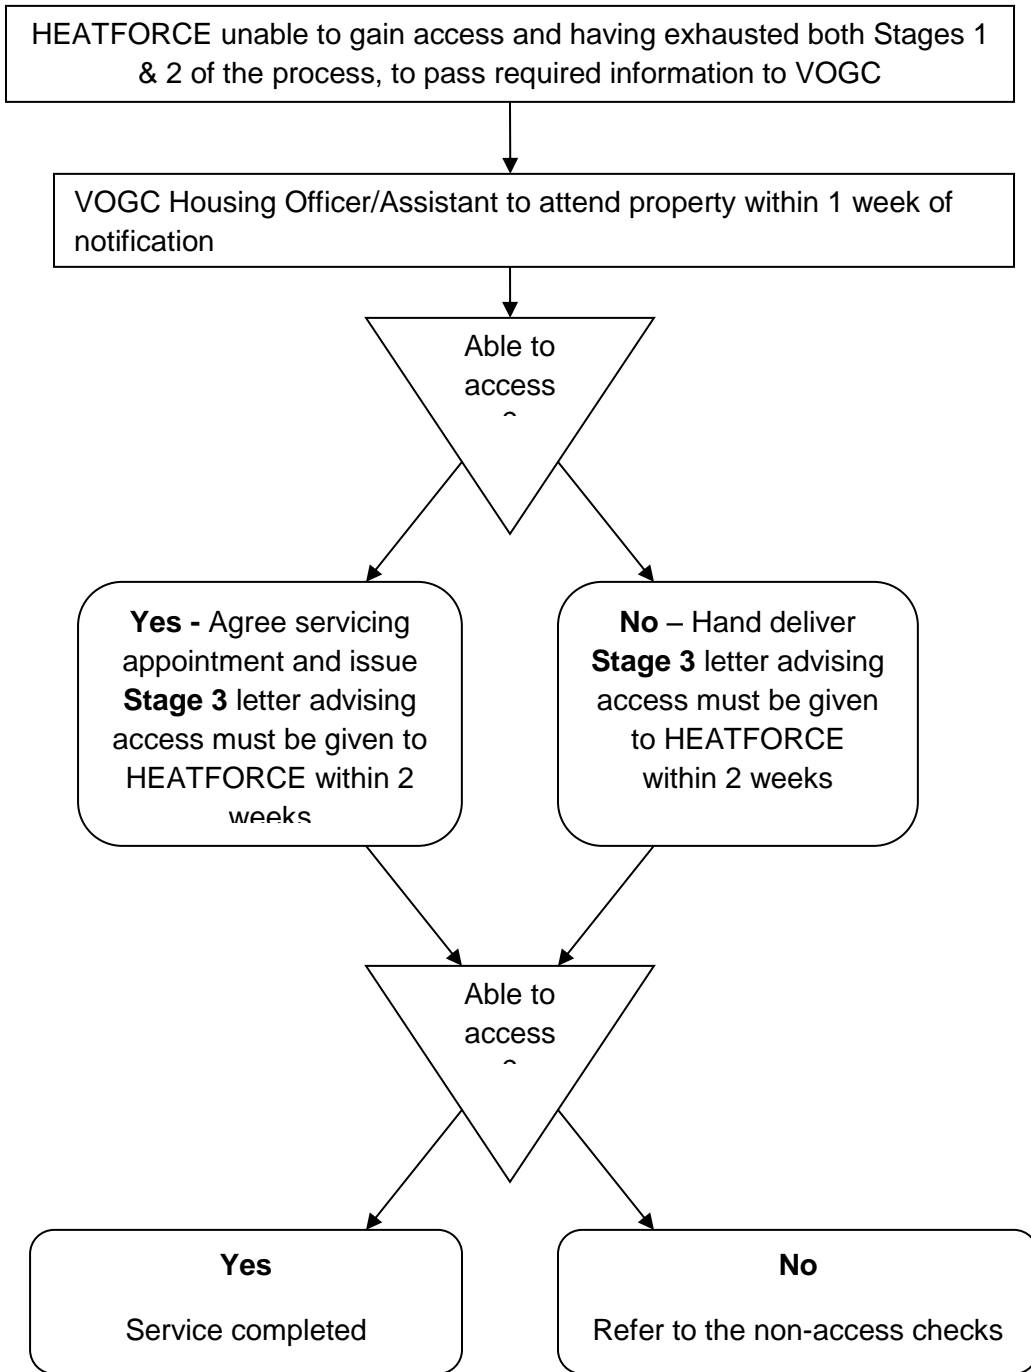 HEATFORCE unable to gain access and having exhausted both Stages 1
& 2 of the process, to pass required information to VOGC
VOGC Housing Officer/Assistant to attend property within 1 week of
notification
Able to
access
Yes - Agree servicing
appointment and issue
Stage 3 letter advising
access must be given to
HEATFORCE within 2
weeks
No – Hand deliver
Stage 3 letter advising
access must be given
to HEATFORCE
within 2 weeks
Able to
access
Yes
Service completed
No
Refer to the non-access checks